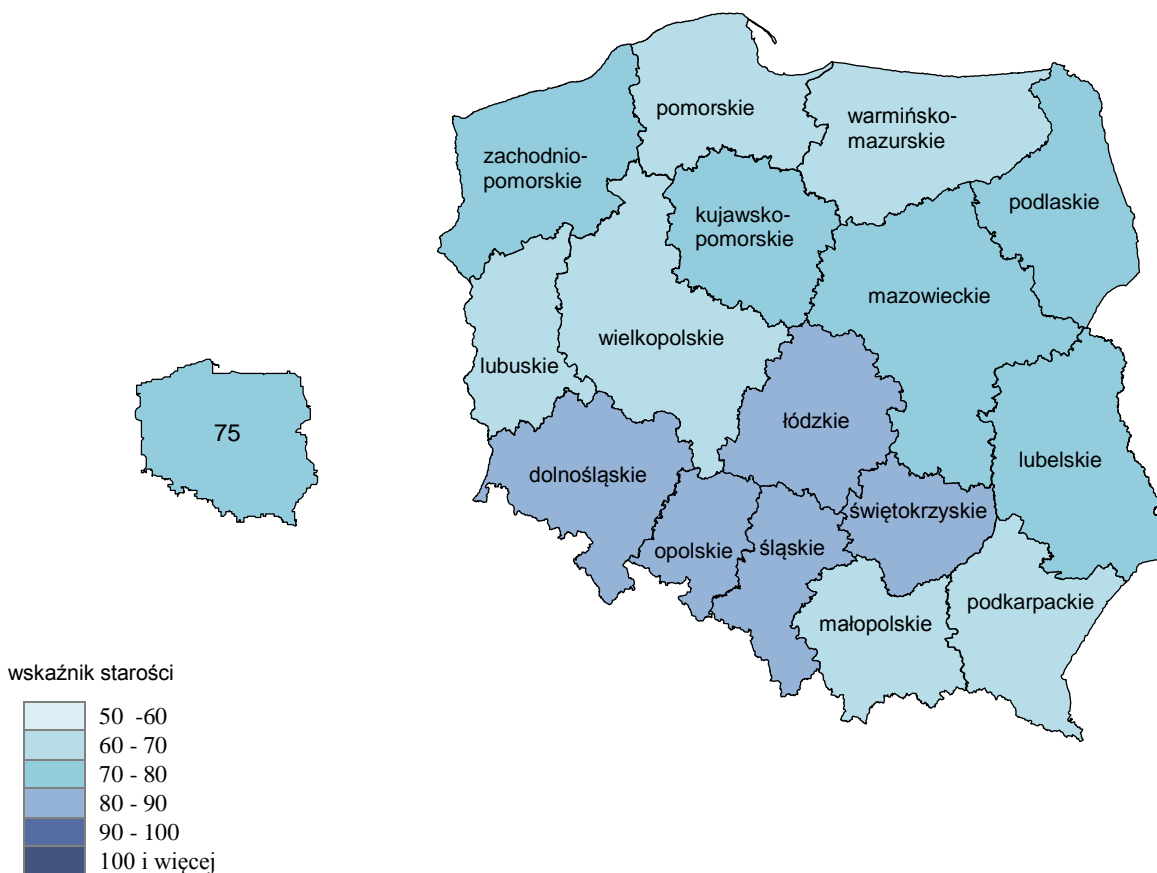 pomorskie
warmińsko-
mazurskie
zachodnio-
pomorskie
podlaskie
kujawsko-
pomorskie
mazowieckie
wielkopolskie
lubuskie
75
łódzkie
lubelskie
dolnośląskie
świętokrzyskie
opolskie
śląskie
podkarpackie
małopolskie
wskaźnik starości
50 -60
60 - 70
70 - 80
80 - 90
90 - 100
100 i więcej